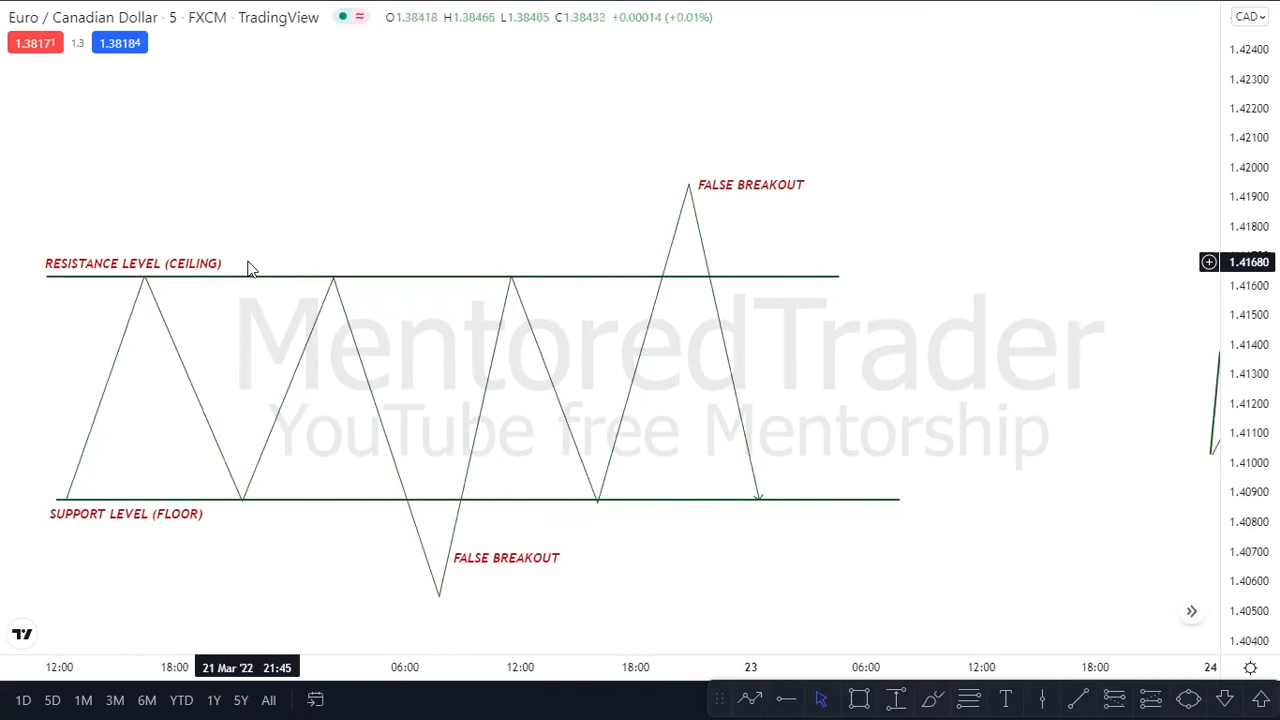 Euro / Canadian Dollar · 5 · FXCM · TradingView
O1.38418 H1.38466 L1.38405 C1.38432 +0.00014 (+0.01%)
CAD
1.38171 1.3 1.38184
1.42400
1.42300
1.42200
1.42100
1.42000
1.41900
1.41800
1.41680
1.41600
1.41500
1.41400
1.41300
1.41200
1.41100
1.41000
1.40900
1.40800
1.40700
1.40600
1.40500
1.40400
FALSE BREAKOUT
RESISTANCE LEVEL (CEILING)
MentoredTrader
YouTube free Mentorship
SUPPORT LEVEL (FLOOR)
FALSE BREAKOUT
12:00 18:00 21 Mar '22 21:45 06:00 12:00 18:00 23 06:00 12:00 18:00 24
1D 5D 1M 3M 6M YTD 1Y 5Y All